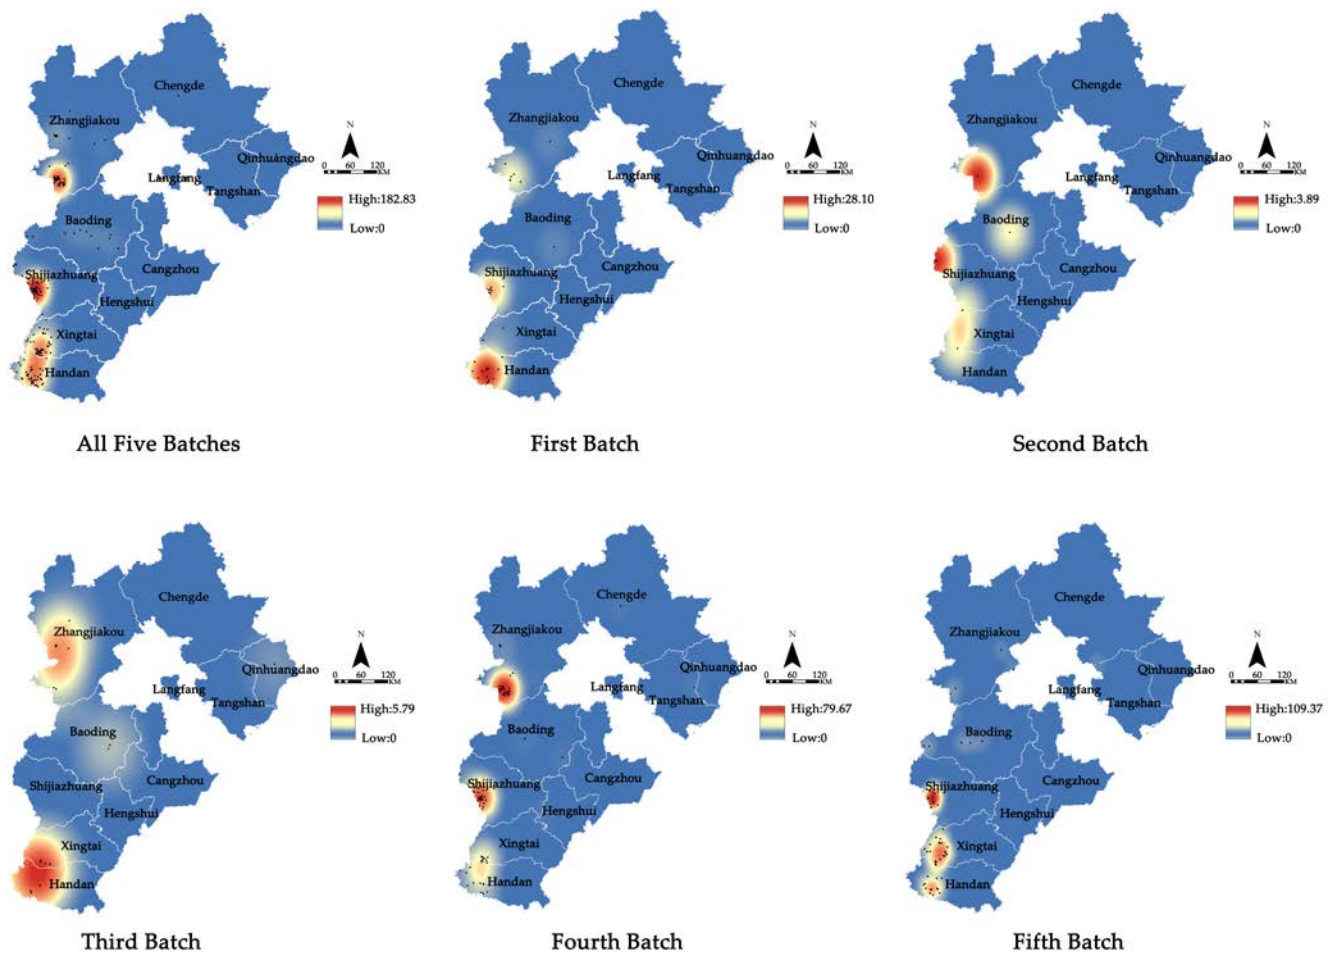 Chengde
Zhangjiakou
N
Qinhuangdao
0 60 120
KM
Langfang
Tangshan
High:182.83
Baoding
Low:0
Cangzhou
Shijiazhuang
Hengshui
Xingtai
Handan
All Five Batches
Chengde
Zhangjiakou
N
Qinhuangdao
0 60 120
KM
Langfang
Tangshan
High:28.10
Baoding
Low:0
Cangzhou
Shijiazhuang
Hengshui
Xingtai
Handan
First Batch
Chengde
Zhangjiakou
N
Qinhuangdao
0 60 120
KM
Langfang
Tangshan
High:3.89
Baoding
Low:0
Cangzhou
Shijiazhuang
Hengshui
Xingtai
Handan
Second Batch
Chengde
Zhangjiakou
N
Qinhuangdao
0 60 120
KM
Langfang
Tangshan
High:5.79
Baoding
Low:0
Cangzhou
Shijiazhuang
Hengshui
Xingtai
Handan
Third Batch
Chengde
Zhangjiakou
N
Qinhuangdao
0 60 120
KM
Langfang
Tangshan
High:79.67
Baoding
Low:0
Cangzhou
Shijiazhuang
Hengshui
Xingtai
Handan
Fourth Batch
Chengde
Zhangjiakou
N
Qinhuangdao
0 60 120
KM
Langfang
Tangshan
High:109.37
Baoding
Low:0
Cangzhou
Shijiazhuang
Hengshui
Xingtai
Handan
Fifth Batch